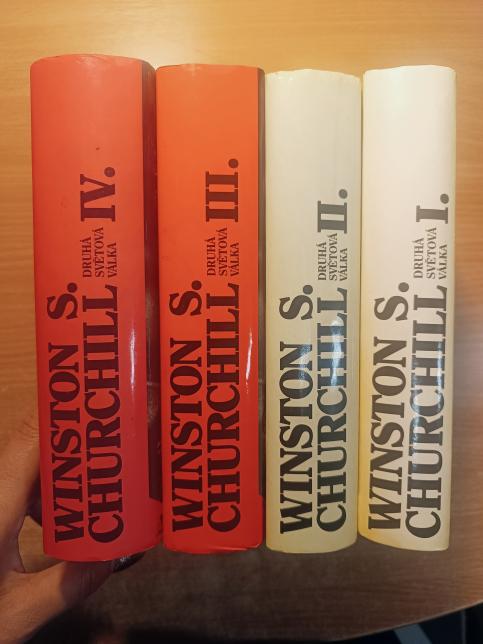 WINSTON S.
CHURCHILL
DRUHÁ
SVĚTOVÁ
VÁLKA
IV.
WINSTON S.
CHURCHILL
DRUHÁ
SVĚTOVÁ
VÁLKA
III.
WINSTON S.
CHURCHILL
DRUHÁ
SVĚTOVÁ
VÁLKA
II.
WINSTON S.
CHURCHILL
DRUHÁ
SVĚTOVÁ
VÁLKA
I.